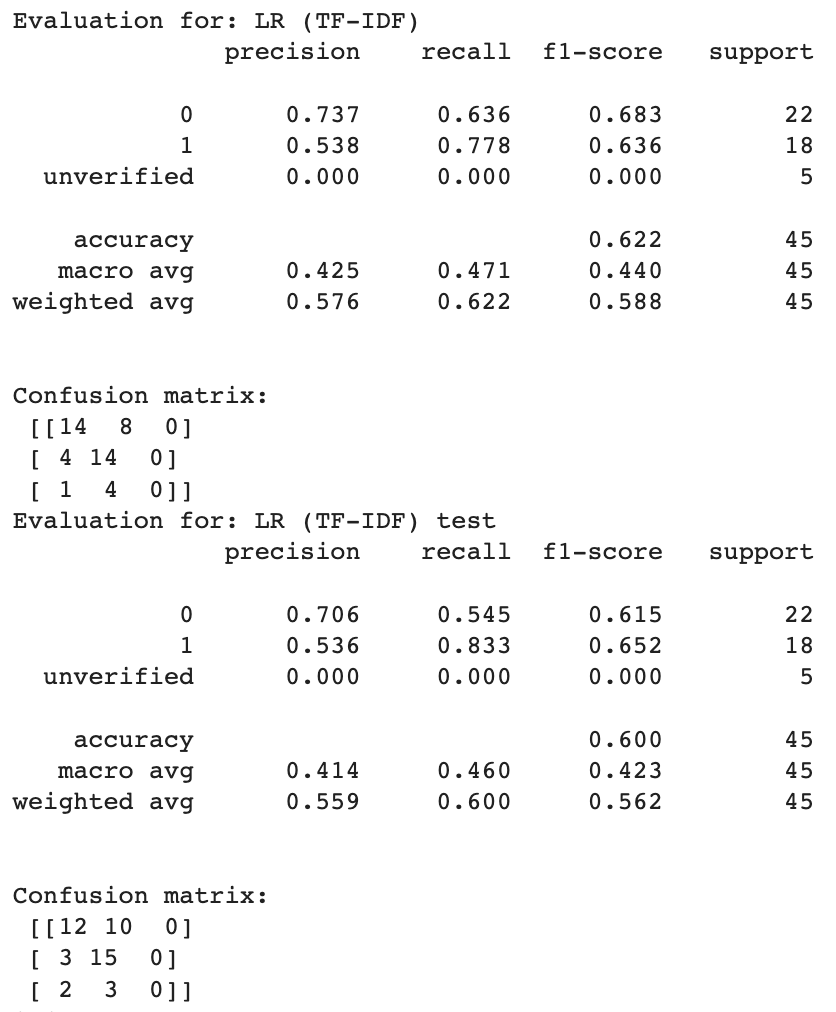 Evaluation for: LR (TF-IDF)
precision recall f1-score support
0 0.737 0.636 0.683 22
1 0.538 0.778 0.636 18
unverified 0.000 0.000 0.000 5
accuracy 0.622 45
macro avg 0.425 0.471 0.440 45
weighted avg 0.576 0.622 0.588 45
Confusion matrix:
[[14 8 0]
[ 4 14 0]
[ 1 4 0]]
Evaluation for: LR (TF-IDF) test
precision recall f1-score support
0 0.706 0.545 0.615 22
1 0.536 0.833 0.652 18
unverified 0.000 0.000 0.000 5
accuracy 0.600 45
macro avg 0.414 0.460 0.423 45
weighted avg 0.559 0.600 0.562 45
Confusion matrix:
[[12 10 0]
[ 3 15 0]
[ 2 3 0]]